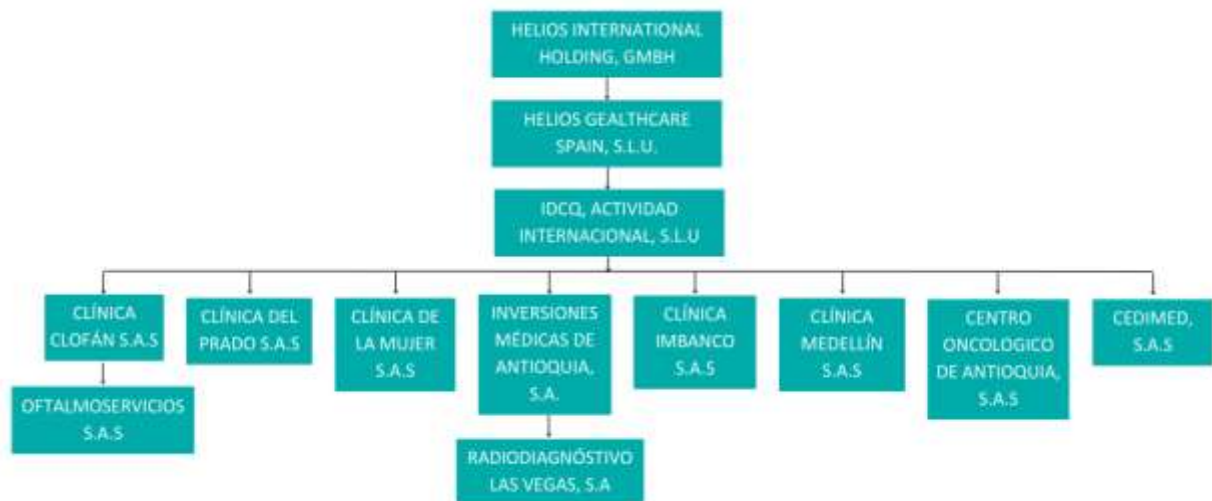 HELIOS INTERNATIONAL
HOLDING, GMBH
HELIOS GEALTHCARE
SPAIN, S.L.U.
IDCQ, ACTIVIDAD
INTERNACIONAL, S.L.U
CLÍNICA
CLOFÁN S.A.S
CLÍNICA DEL
PRADO S.A.S
CLÍNICA DE
LA MUJER
S.A.S
INVERSIONES
MÉDICAS DE
ANTIOQUIA,
S.A.
CLÍNICA
IMBANCO
S.A.S
CLÍNICA
MEDELLÍN
S.A.S
CENTRO
ONCOLOGICO
DE ANTIOQUIA,
S.A.S
CEDIMED,
S.A.S
OFTALMOSERVICIOS
S.A.S
RADIODIAGNÓSTIVO
LAS VEGAS, S.A